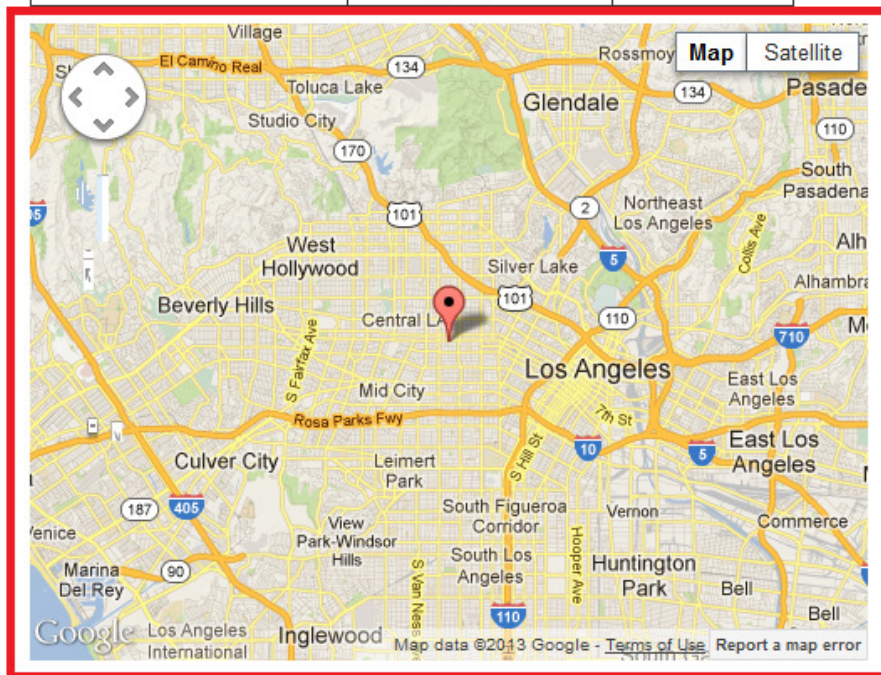 Village
Rossmoy
Map
Satellite
El Camino Real
134
Toluca Lake
Glendale
134
Pasade
Studio City
110
170
South
Pasadena
101
2
Northeast
Los Angeles
Collis Ave
West
Hollywood
5
Alh
Silver Lake
Beverly Hills
101
Alhambra
Central LA
110
710
S Fairfax Ave
Los Angeles
Mid City
East Los
Angeles
Rosa Parks Fwy
7th St
S Hill St
10
5
East Los
Angeles
Culver City
Leimert
Park
187
405
South Figueroa
Corridor
Vernon
Commerce
Venice
View
Park-Windsor
Hills
Hooper Ave
Marina
Del Rey
90
South Los
Angeles
Huntington
Park
Bell
S Van Ness
110
Bell
Google
Los Angeles
International
Inglewood
Map data ©2013 Google - Terms of Use
Report a map error